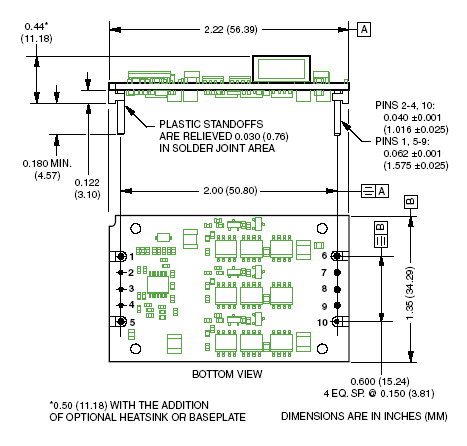 0.44*
(11.18)
2.22 (56.39)
A
PLASTIC STANDOFFS
ARE RELIEVED 0.030 (0.76)
IN SOLDER JOINT AREA
PINS 2-4, 10:
0.040 ±0.001
(1.016 ±0.025)
PINS 1, 5-9:
0.062 ±0.001
(1.575 ±0.025)
0.180 MIN.
(4.57)
0.122
(3.10)
2.00 (50.80)
A
B
B
1
2
3
4
5
6
7
8
9
10
1.35 (34.29)
BOTTOM VIEW
0.600 (15.24)
4 EQ. SP. @ 0.150 (3.81)
*0.50 (11.18) WITH THE ADDITION
OF OPTIONAL HEATSINK OR BASEPLATE
DIMENSIONS ARE IN INCHES (MM)